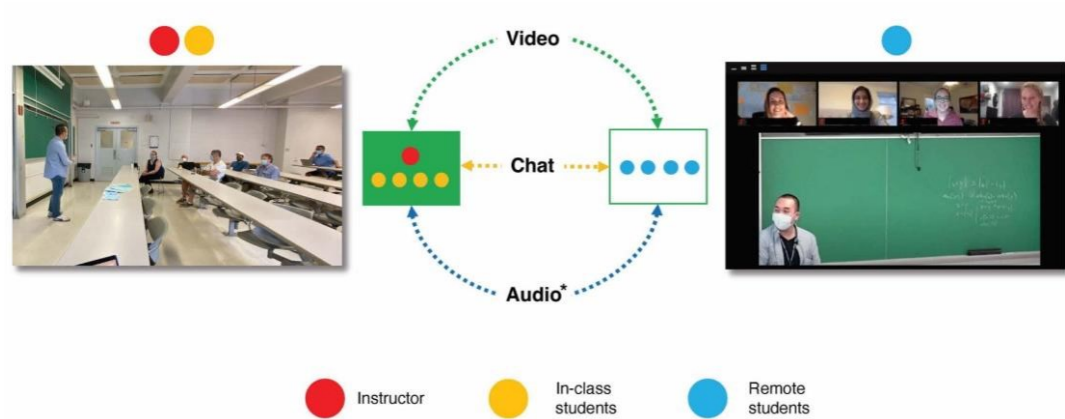 Video
Chat
Audio*
Instructor
In-class
students
Remote
students